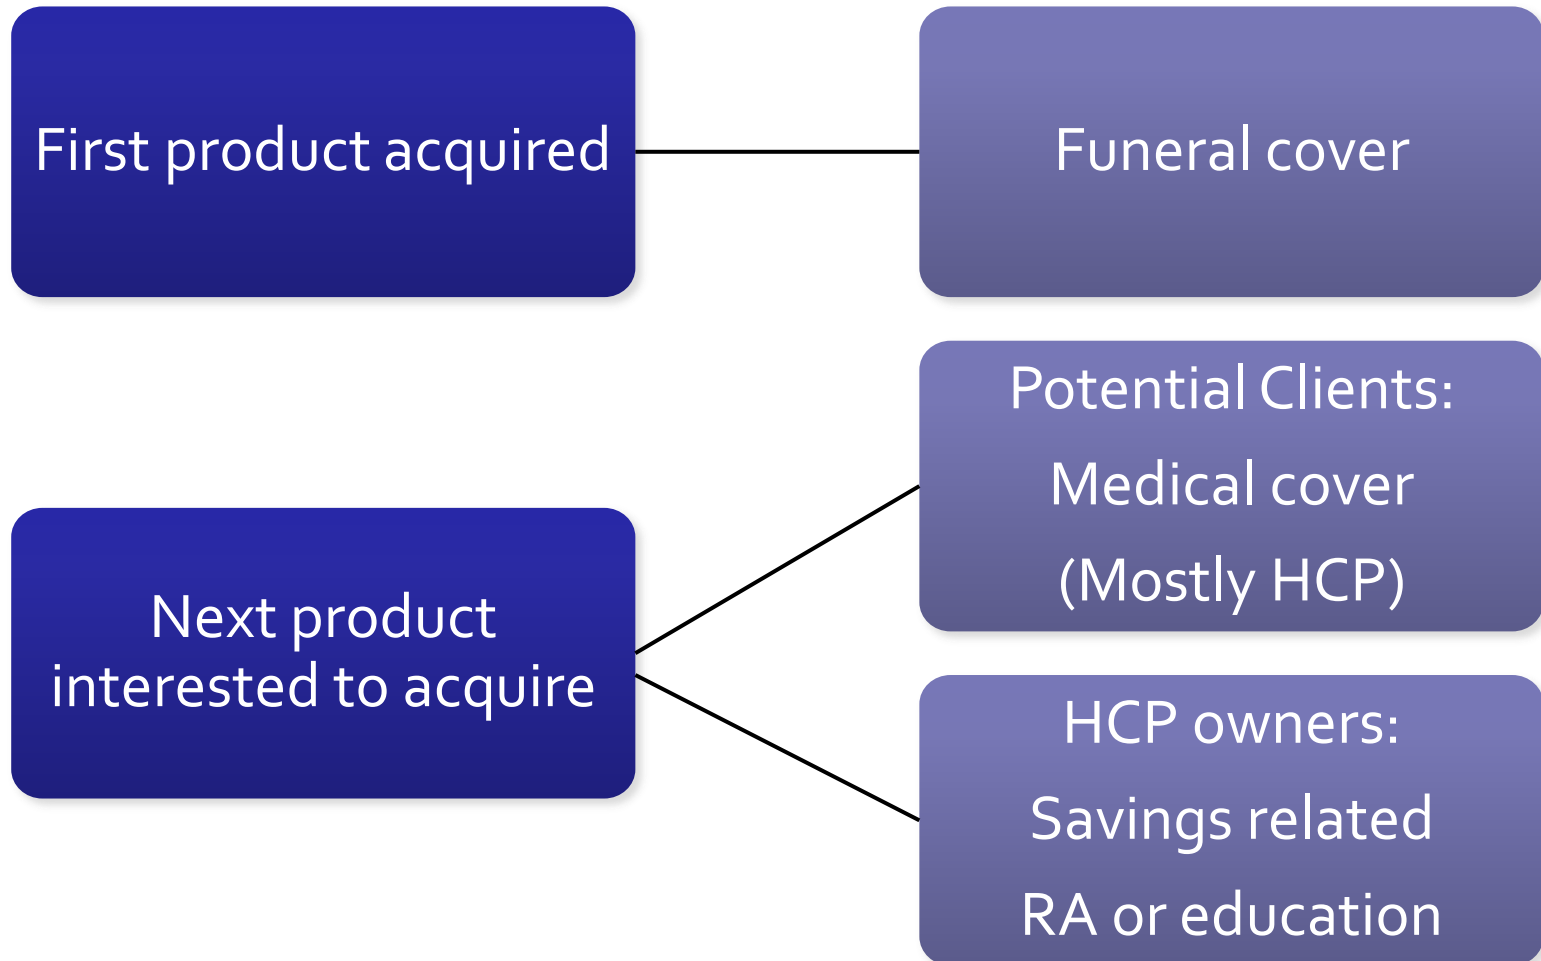 First product acquired
Funeral cover
Next product
interested to acquire
Potential Clients:
Medical cover
(Mostly HCP)
HCP owners:
Savings related
RA or education